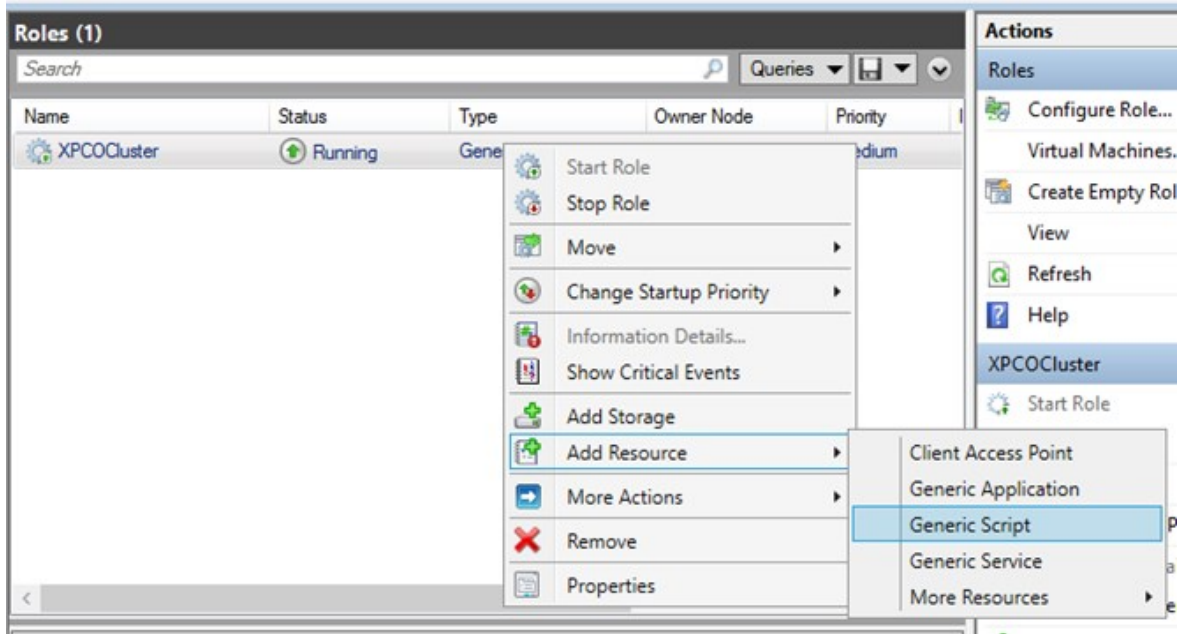 Roles (1)
Search
Queries
Name Status Type Owner Node Priority
XPCOCluster Running Gene edium
Start Role
Stop Role
Move
Change Startup Priority
Information Details...
Show Critical Events
Add Storage
Add Resource
More Actions
Remove
Properties
Client Access Point
Generic Application
Generic Script
Generic Service
More Resources
Actions
Roles
Configure Role...
Virtual Machines.
Create Empty Rol
View
Refresh
Help
XPCOCluster
Start Role